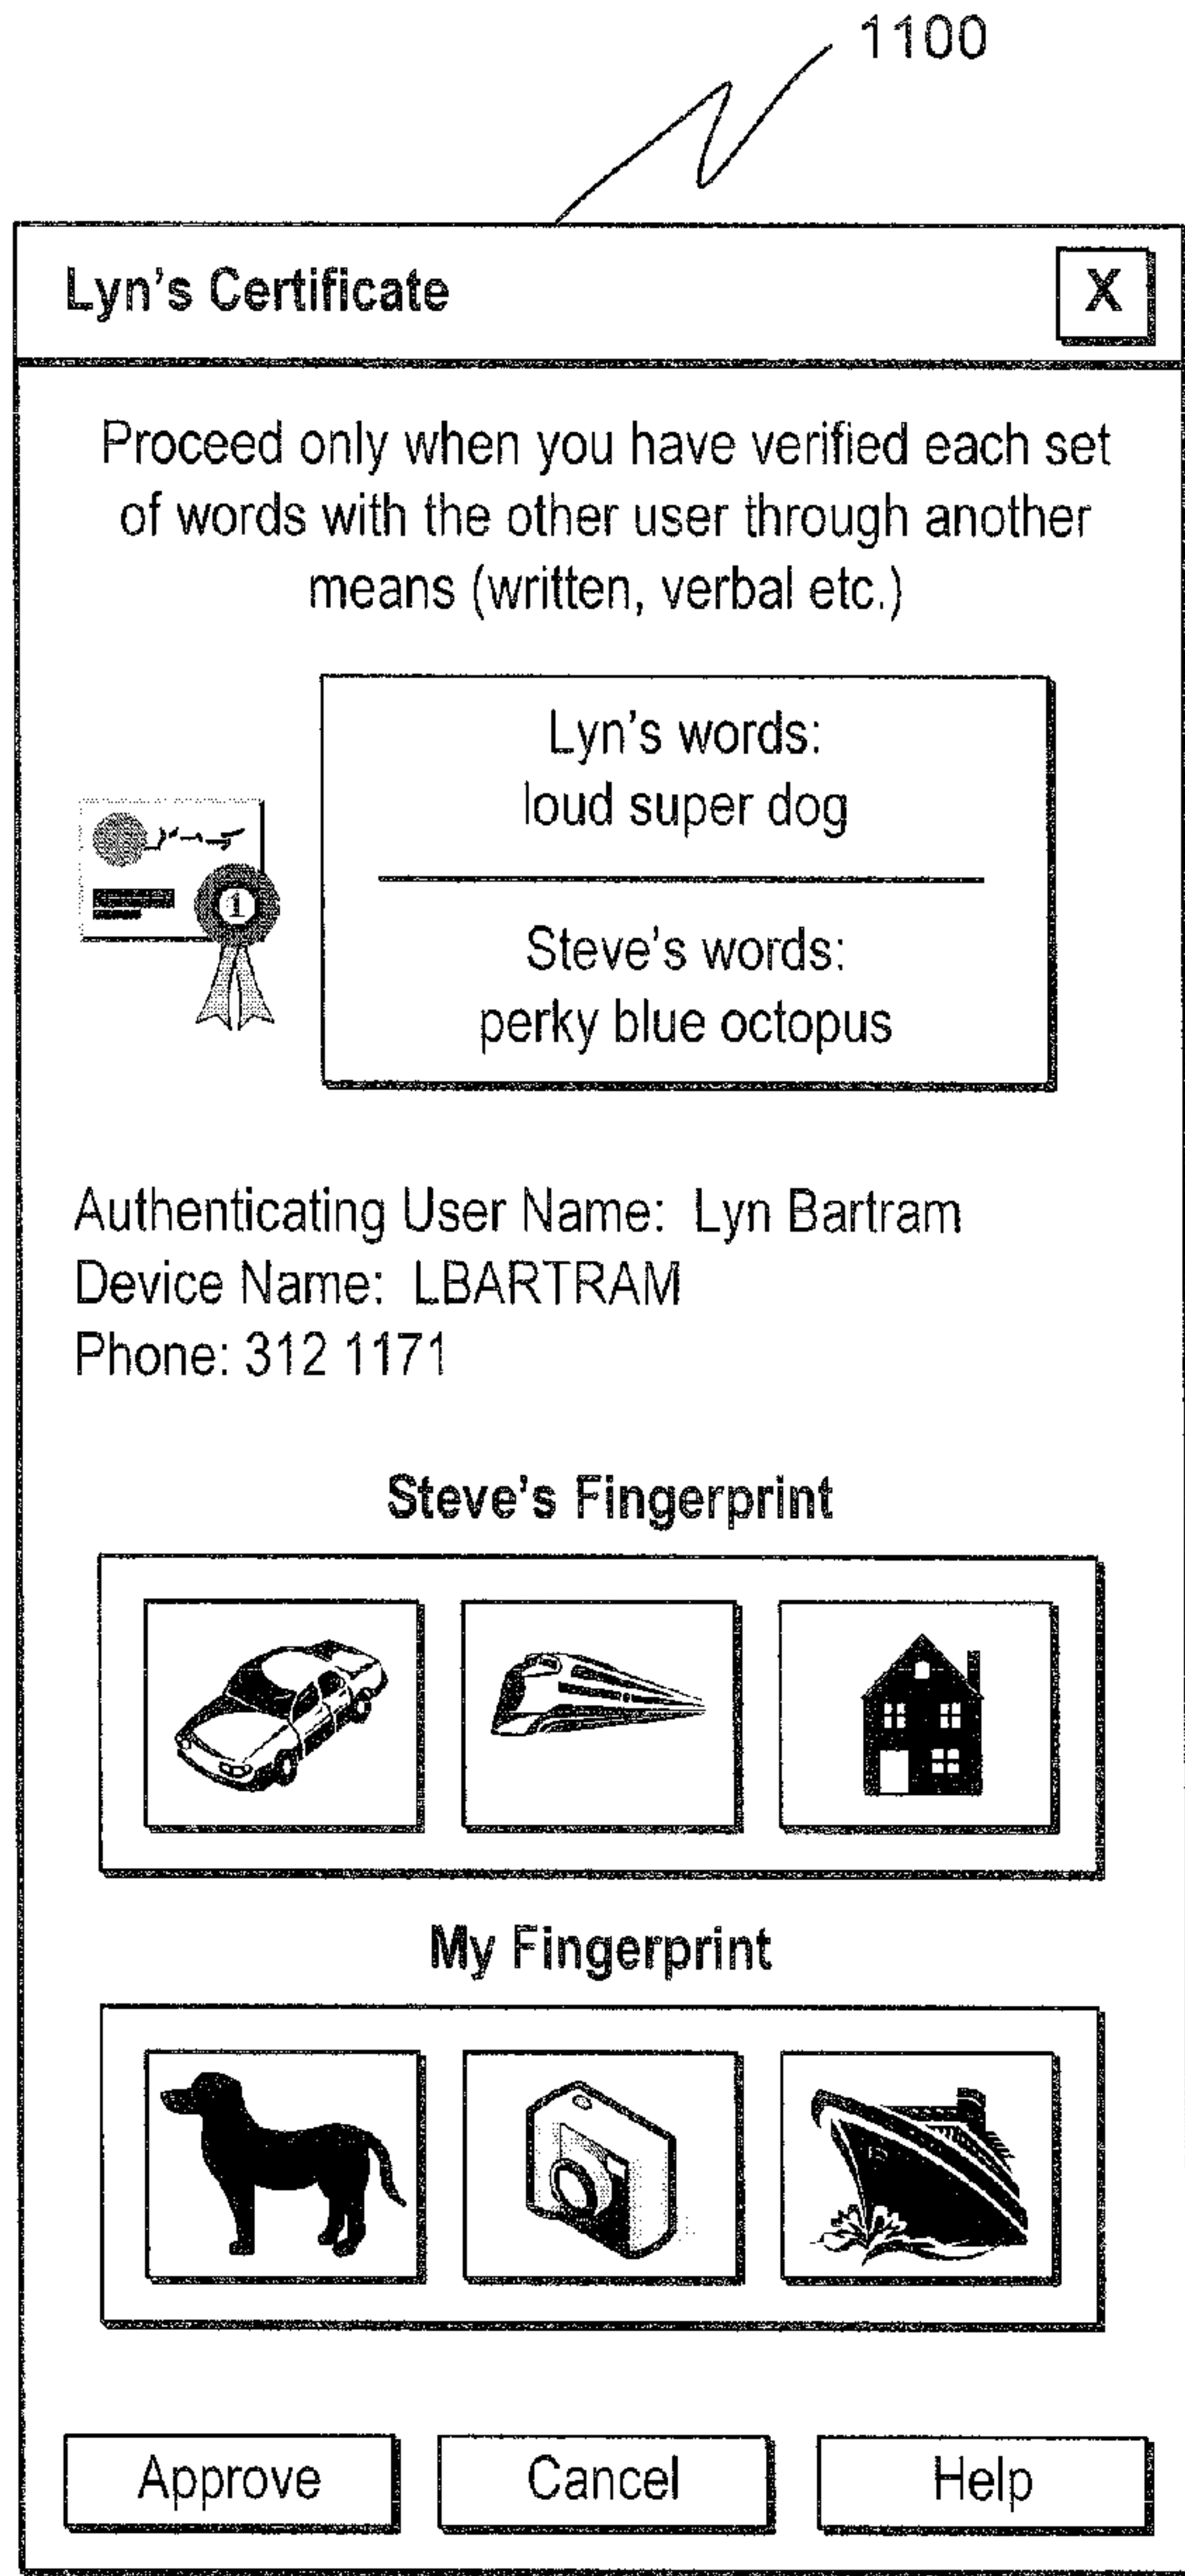 1100
Lyn's Certificate
X
Proceed only when you have verified each set
of words with the other user through another
means (written, verbal etc.)
Lyn's words:
loud super dog
Steve's words:
perky blue octopus
1
Authenticating User Name: Lyn Bartram
Device Name: LBARTRAM
Phone: 312 1171
Steve's Fingerprint
My Fingerprint
Approve
Cancel
Help